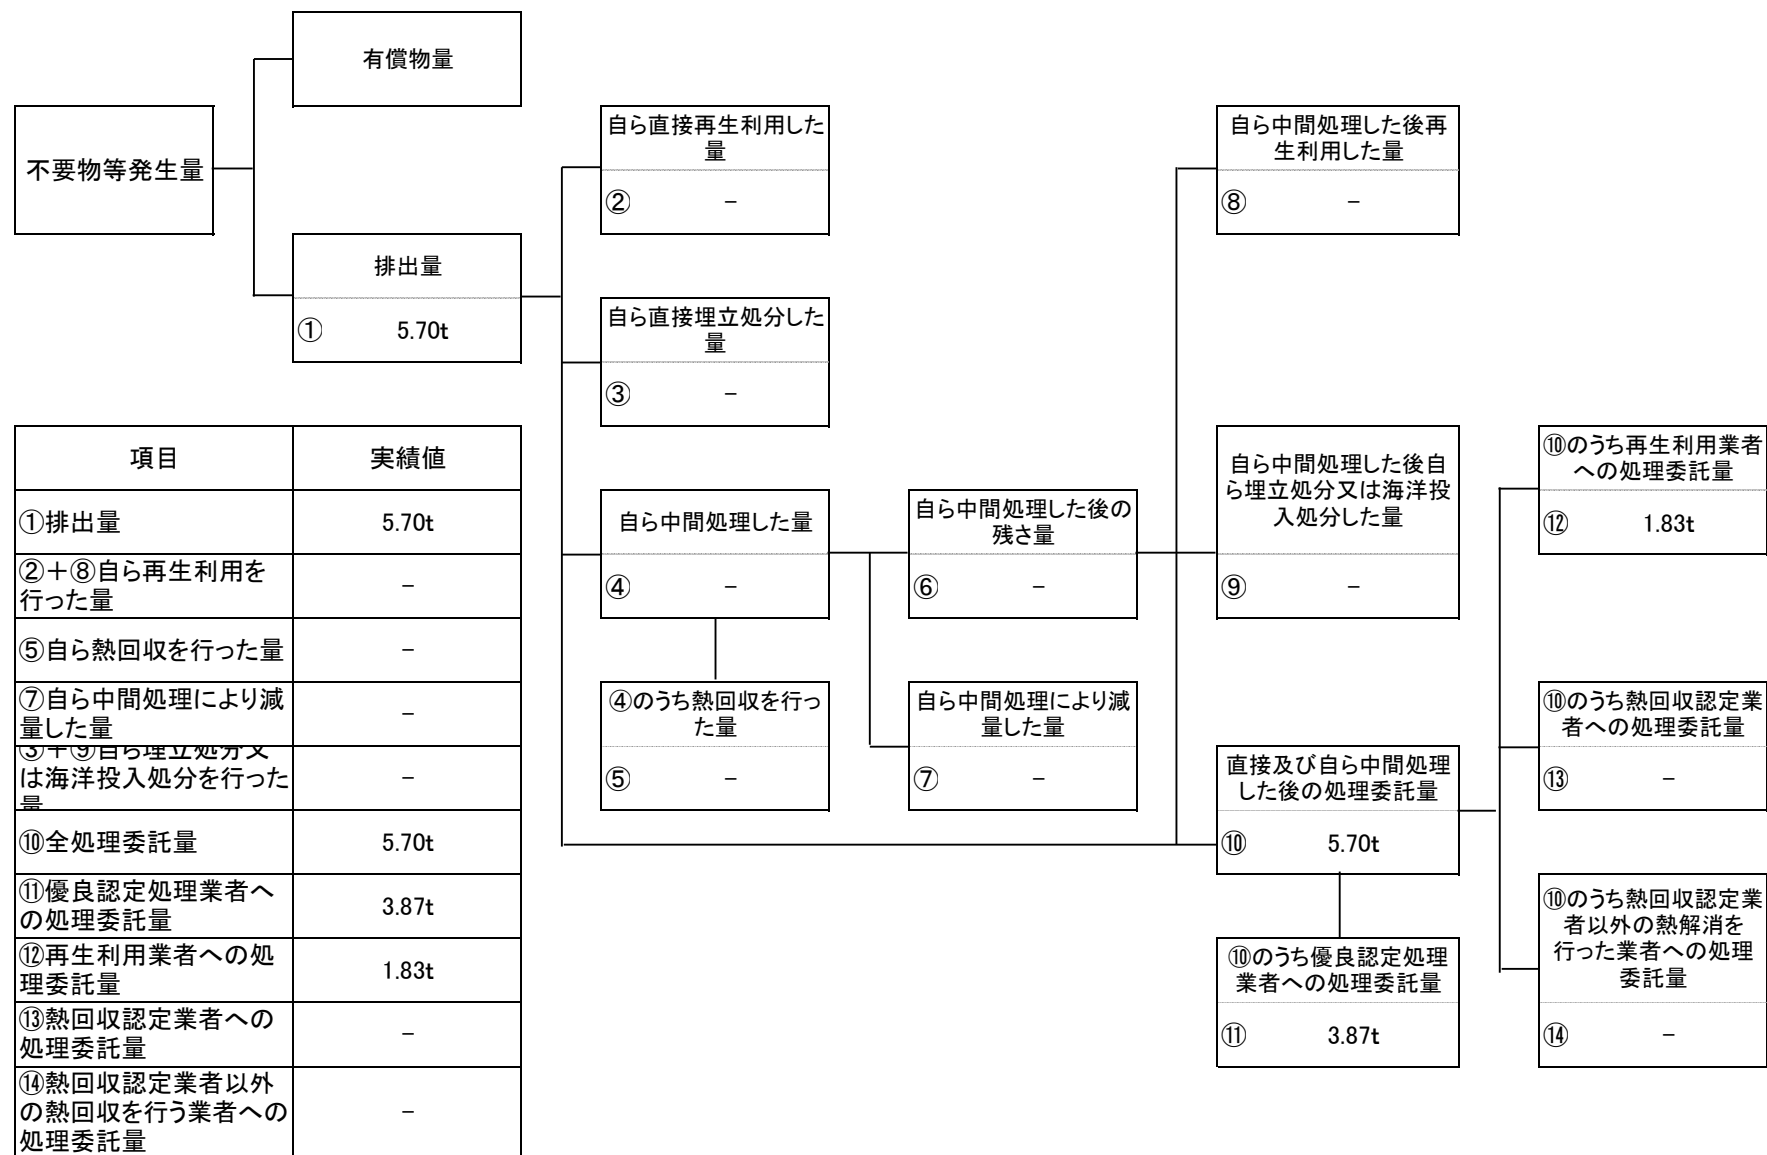 有償物量
不要物等発生量
排出量
① 5.70t
自ら直接再生利用した
量
② －
自ら直接埋立処分した
量
③ －
自ら中間処理した量
④ －
④のうち熱回収を行っ
た量
⑤ －
自ら中間処理した後の
残さ量
⑥ －
自ら中間処理により減
量した量
⑦ －
自ら中間処理した後再
生利用した量
⑧ －
自ら中間処理した後自
ら埋立処分又は海洋投
入処分した量
⑨ －
直接及び自ら中間処理
した後の処理委託量
⑩ 5.70t
⑩のうち優良認定処理
業者への処理委託量
⑪ 3.87t
⑩のうち再生利用業者
への処理委託量
⑫ 1.83t
⑩のうち熱回収認定業
者への処理委託量
⑬ －
⑩のうち熱回収認定業
者以外の熱解消を
行った業者への処理
委託量
⑭ －
項目 実績値
①排出量 5.70t
②＋⑧自ら再生利用を
行った量 －
⑤自ら熱回収を行った量 －
⑦自ら中間処理により減
量した量 －
③＋⑨自ら埋立処分又
は海洋投入処分を行った
量 －
⑩全処理委託量 5.70t
⑪優良認定処理業者へ
の処理委託量 3.87t
⑫再生利用業者への処
理委託量 1.83t
⑬熱回収認定業者への
処理委託量 －
⑭熱回収認定業者以外
の熱回収を行う業者への
処理委託量 －